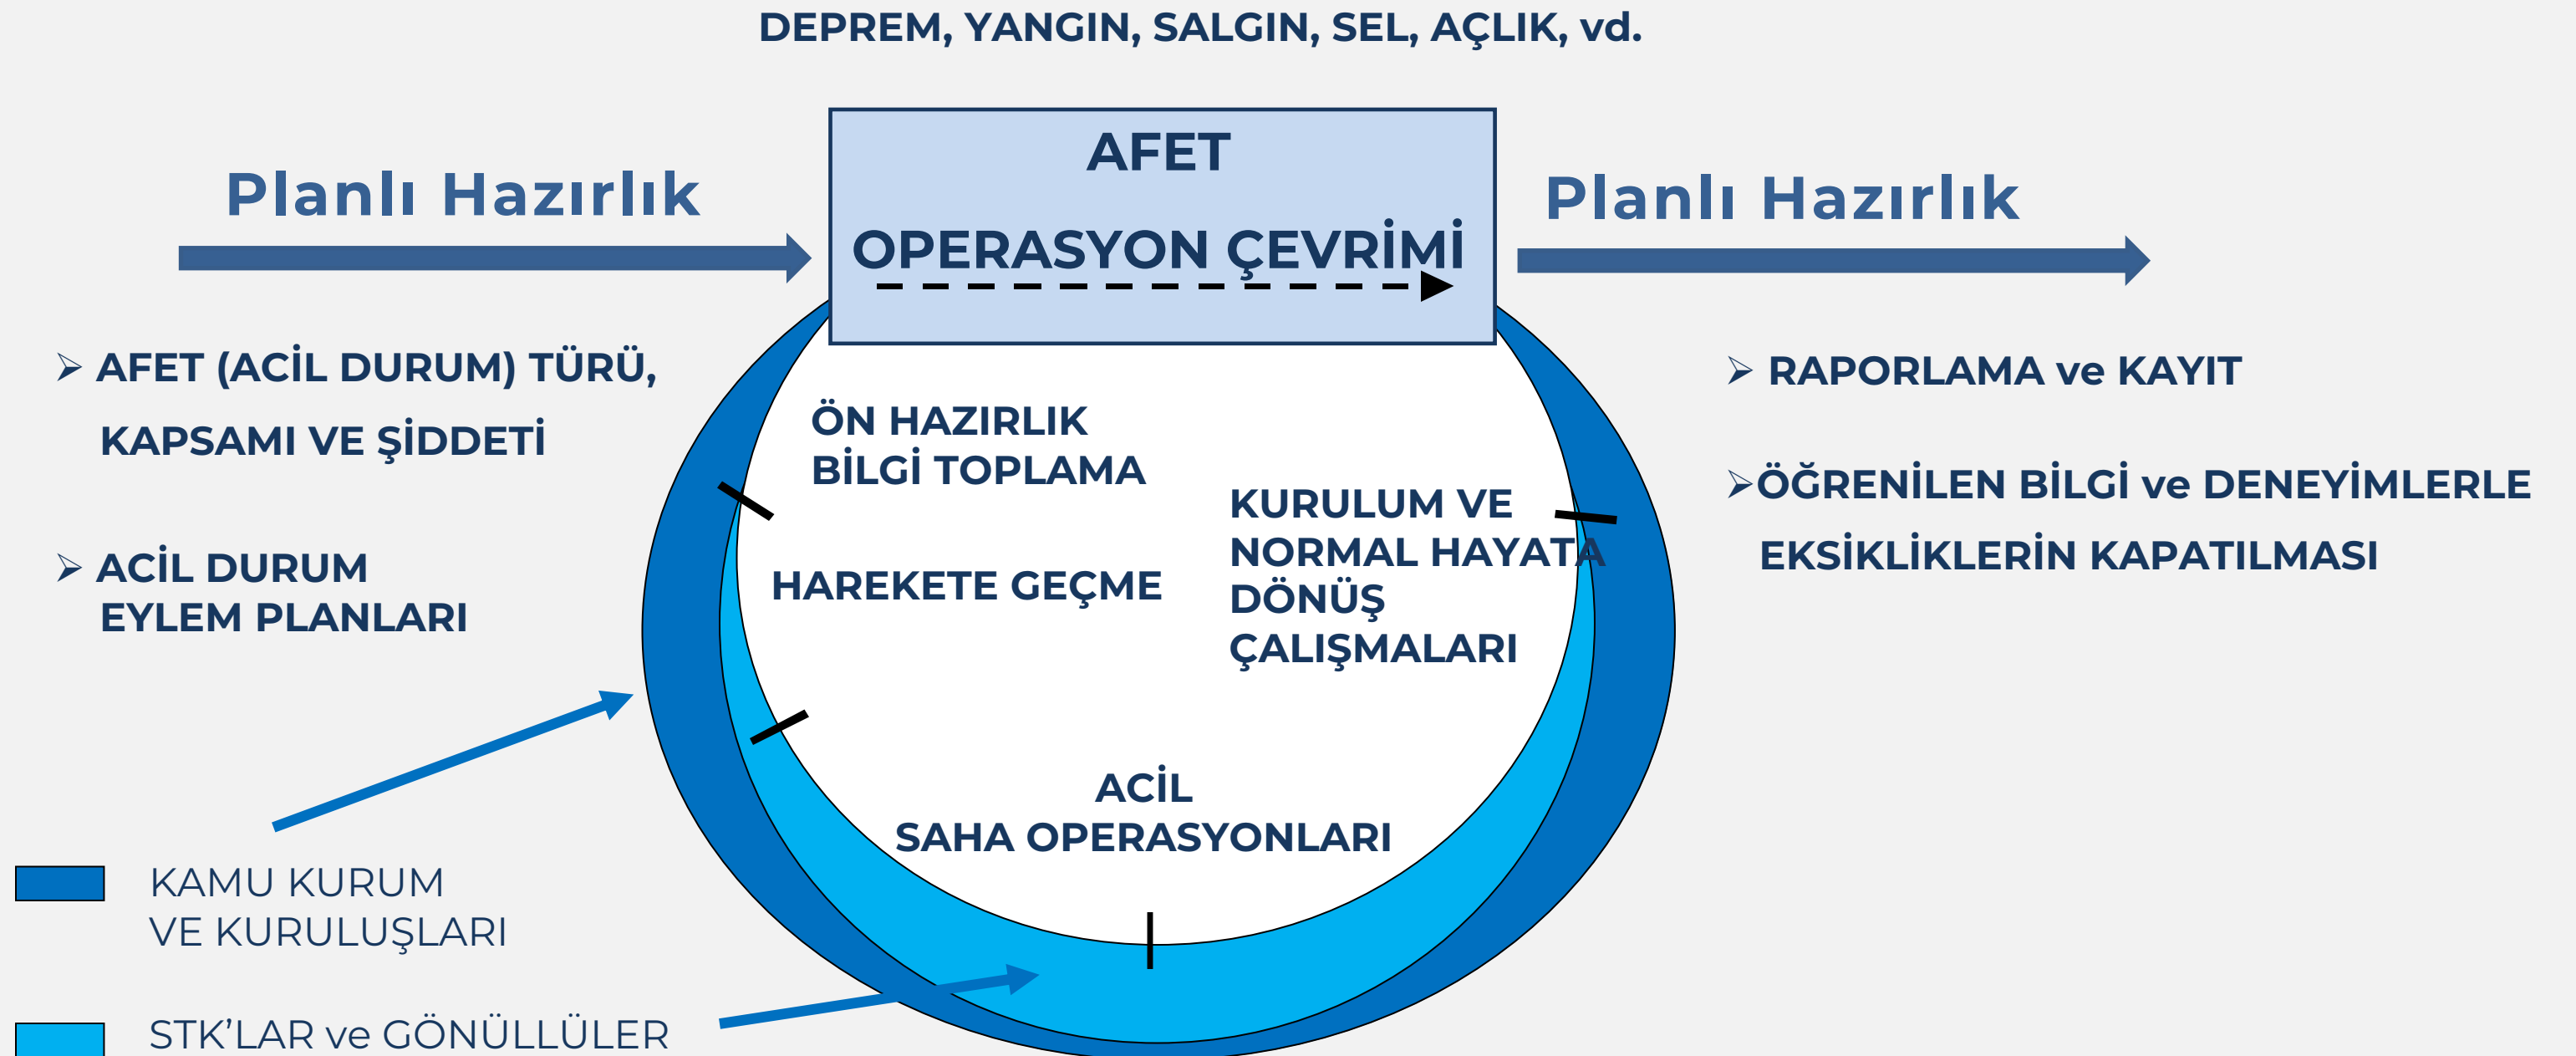 DEPREM, YANGIN, SALGIN, SEL, AÇLIK, vd.
AFET
OPERASYON ÇEVRİMİ
Planlı Hazırlık
Planlı Hazırlık
➢ AFET (ACİL DURUM) TÜRÜ,
KAPSAMI VE ŞİDDETİ
➢ ACİL DURUM
EYLEM PLANLARI
ÖN HAZIRLIK
BİLGİ TOPLAMA
HAREKETE GEÇME
KURULUM VE
NORMAL HAYATA
DÖNÜŞ
ÇALIŞMALARI
ACİL
SAHA OPERASYONLARI
➢ RAPORLAMA ve KAYIT
➢ÖĞRENİLEN BİLGİ ve DENEYİMLERLE
EKSİKLİKLERİN KAPATILMASI
KAMU KURUM
VE KURULUŞLARI
STK’LAR ve GÖNÜLLÜLER